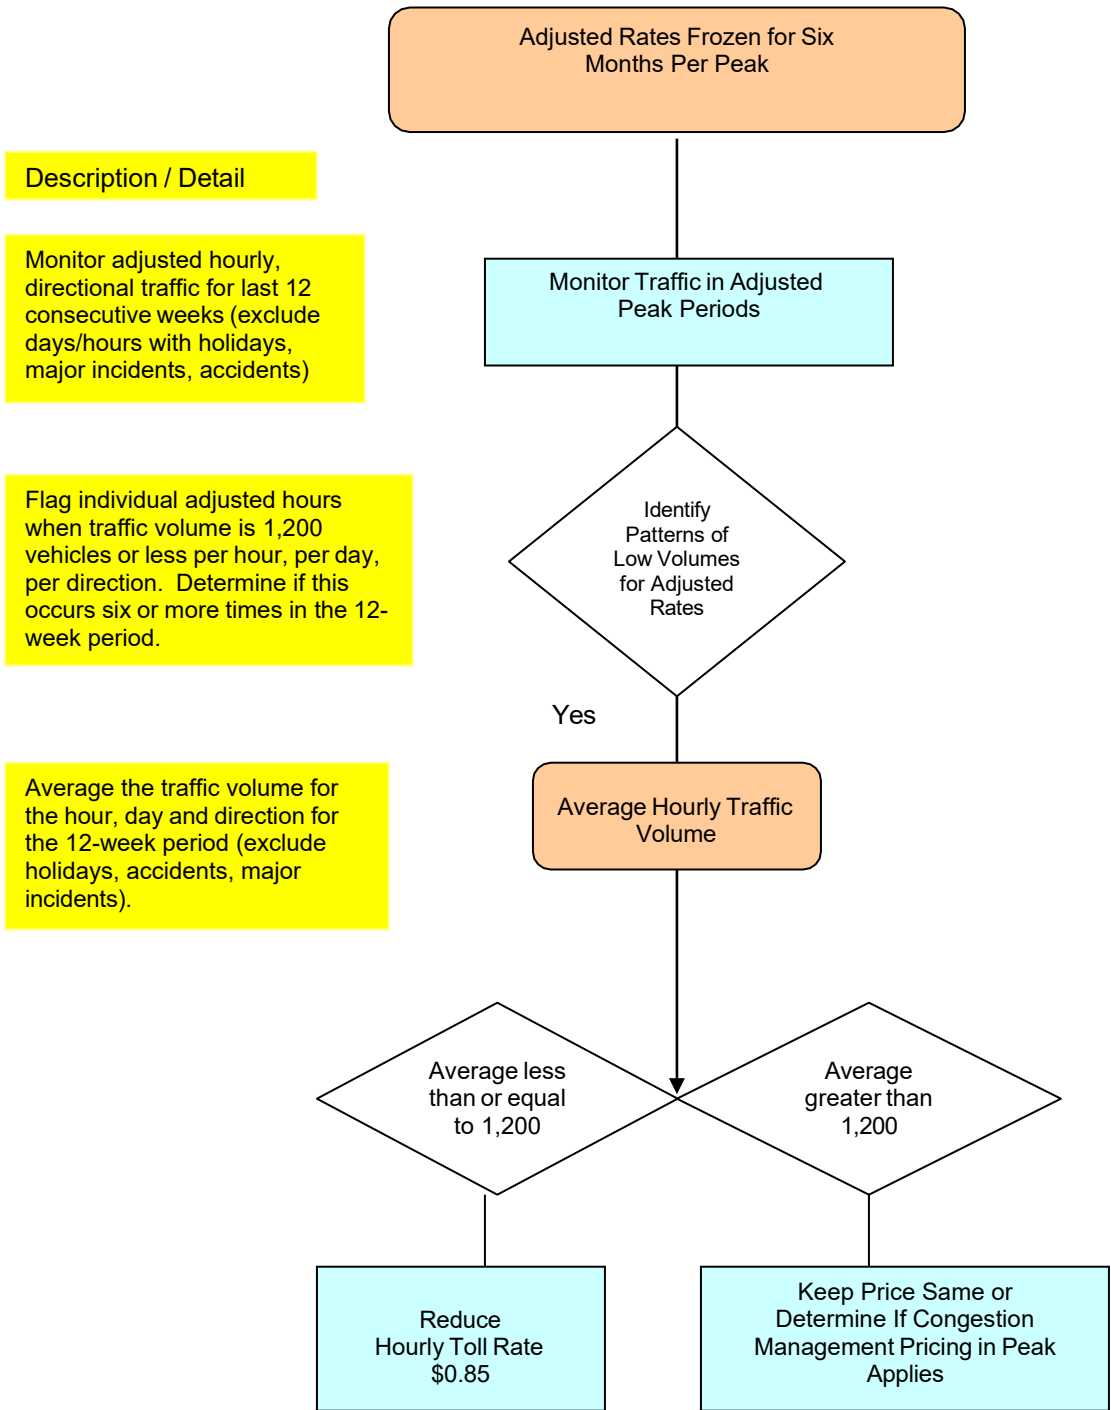 Adjusted Rates Frozen for Six
Months Per Peak
Description / Detail
Monitor adjusted hourly,
directional traffic for last 12
consecutive weeks (exclude
days/hours with holidays,
major incidents, accidents)
Monitor Traffic in Adjusted
Peak Periods
Flag individual adjusted hours
when traffic volume is 1,200
vehicles or less per hour, per day,
per direction.  Determine if this
occurs six or more times in the 12-
week period.
Identify
Patterns of
Low Volumes
for Adjusted
Rates
Yes
Average the traffic volume for
the hour, day and direction for
the 12-week period (exclude
holidays, accidents, major
incidents).
Average Hourly Traffic
Volume
Average less
than or equal
to 1,200
Average
greater than
1,200
Reduce
Hourly Toll Rate
$0.85
Keep Price Same or
Determine If Congestion
Management Pricing in Peak
Applies